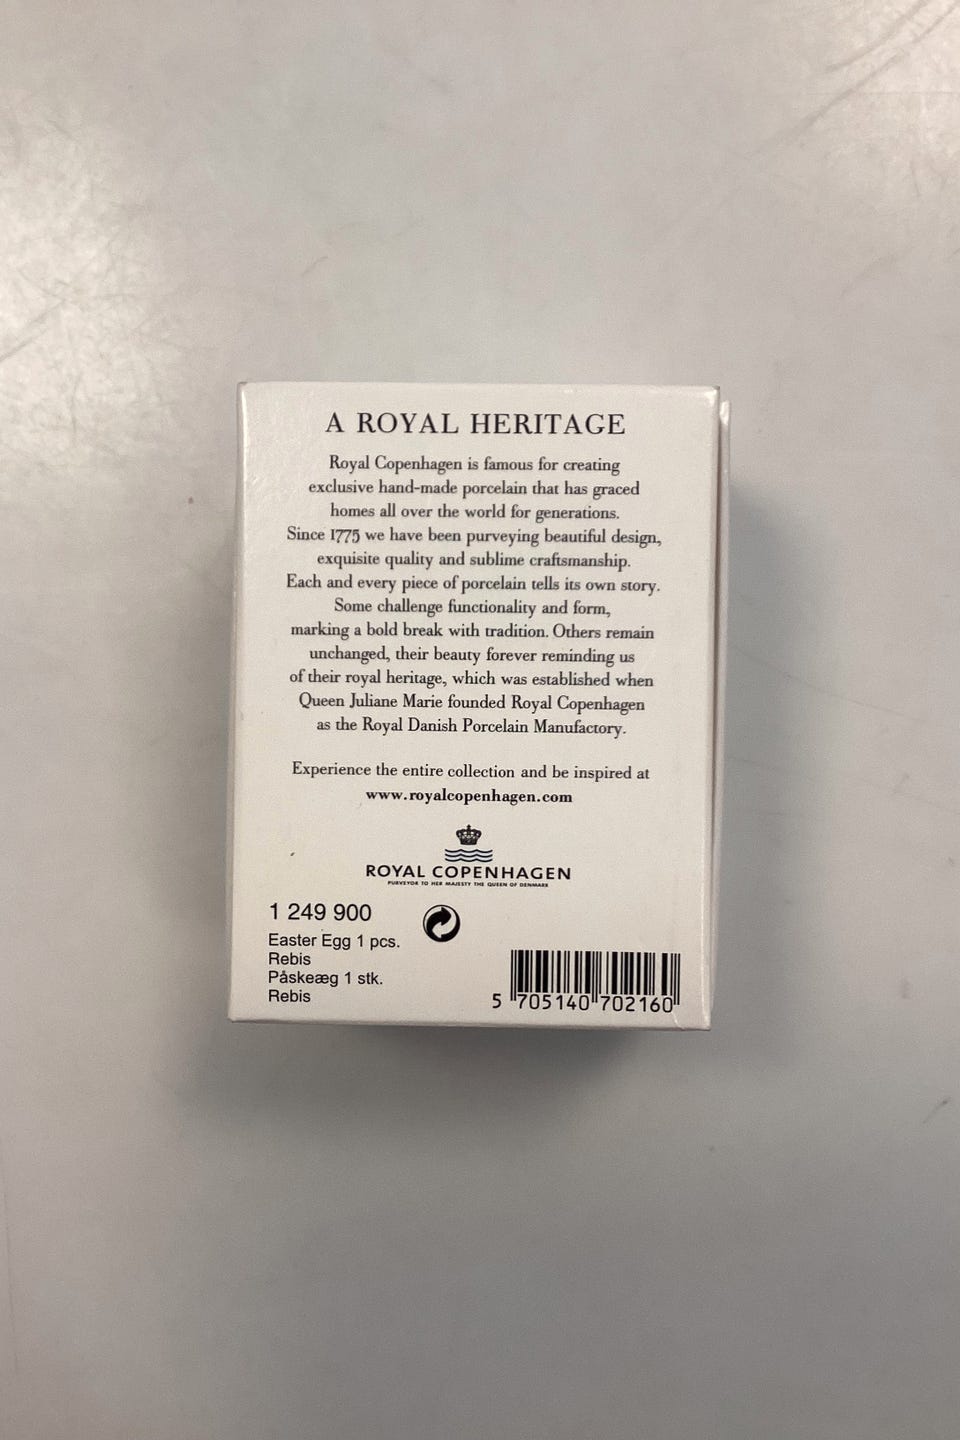 A ROYAL HERITAGE
Royal Copenhagen is famous for creating
exclusive hand-made porcelain that has graced
homes all over the world for generations.
Since 1775 we have been purveying beautiful design,
exquisite quality and sublime craftsmanship.
Each and every piece of porcelain tells its own story.
Some challenge functionality and form,
marking a bold break with tradition. Others remain
unchanged, their beauty forever reminding us
of their royal heritage, which was established when
Queen Juliane Marie founded Royal Copenhagen
as the Royal Danish Porcelain Manufactory.
Experience the entire collection and be inspired at
www.royalcopenhagen.com
ROYAL COPENHAGEN
PURVEYOR TO HER MAJESTY THE QUEEN OF DENMARK
1 249 900
Easter Egg 1 pcs.
Rebis
Påskeæg 1 stk.
Rebis
5 705140 702160